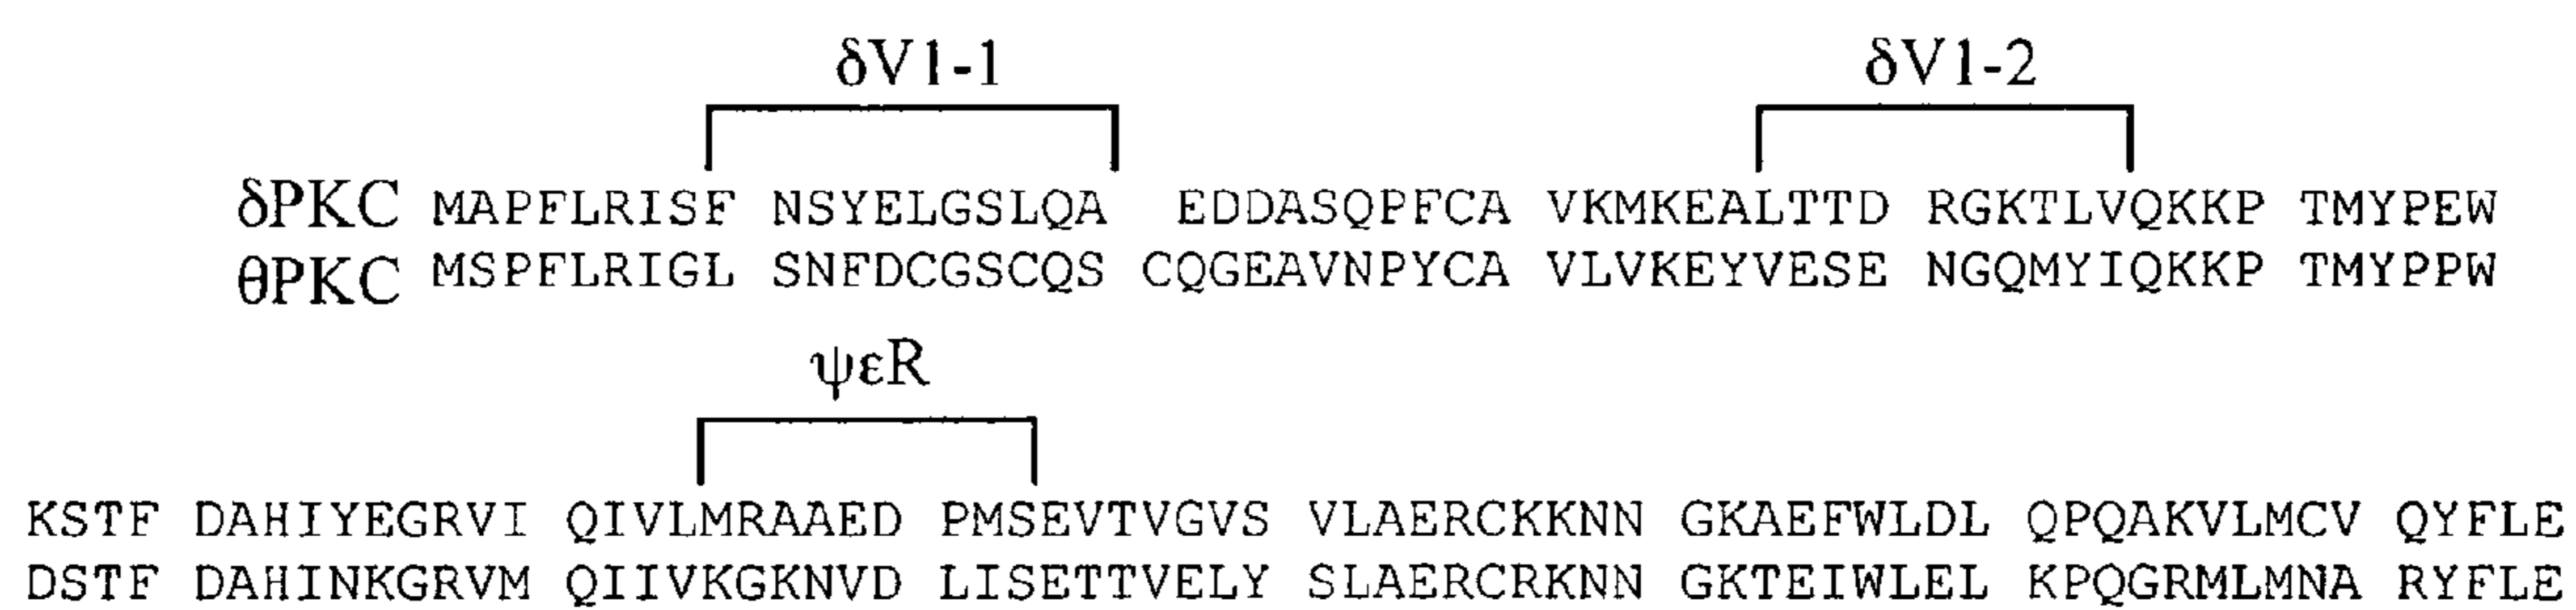 δV1-1 δV1-2
δPKC MAPFLRISF NSYELGSLQA EDDASQPFCA VKMKEALTTD RGKTLVQKKP TMYPEW
θPKC MSPFLRIGL SNFDCGSCQS CQGEAVNPYCA VLVKEYVESE NGQMYIQKKP TMYPPW
ψεR
KSTF DAHIYEGRVI QIVLMRAAED PMSEVTVGVS VLAERCKKNN GKAEFWLDL QPQAKVLMCV QYFLE
DSTF DAHINKGRVM QIIVKGKNVD LISETTVELY SLAERCRKNN GKTEIWLEL KPQGRMLMNA RYFLE